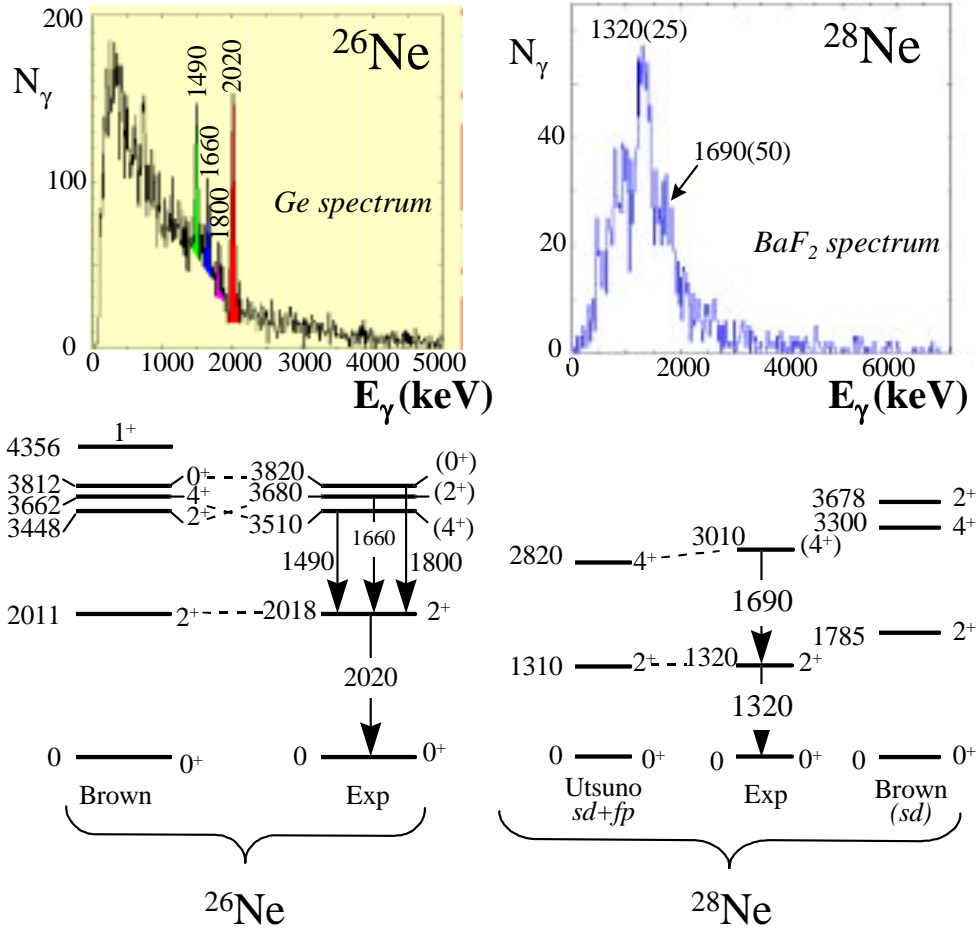 200
100
0
N_γ
²⁶Ne
1490
1660
1800
2020
Ge spectrum
0 1000 2000 3000 4000 5000
E_γ (keV)
N_γ
²⁸Ne
1320(25)
1690(50)
BaF₂ spectrum
40
20
0
0 2000 4000 6000
E_γ (keV)
4356 1⁺
3812 0⁺
3662 4⁺
3448 2⁺
2011 2⁺
0 0⁺
Brown
3820 (0⁺)
3680 (2⁺)
3510 (4⁺)
1490 1660 1800
2018 2⁺
2020
0 0⁺
Exp
²⁶Ne
2820 4⁺
1310 2⁺
0 0⁺
Utsuno
sd+fp
3010 (4⁺)
1690
1320 2⁺
1320
0 0⁺
Exp
3678 2⁺
3300 4⁺
1785 2⁺
0 0⁺
Brown
(sd)
²⁸Ne